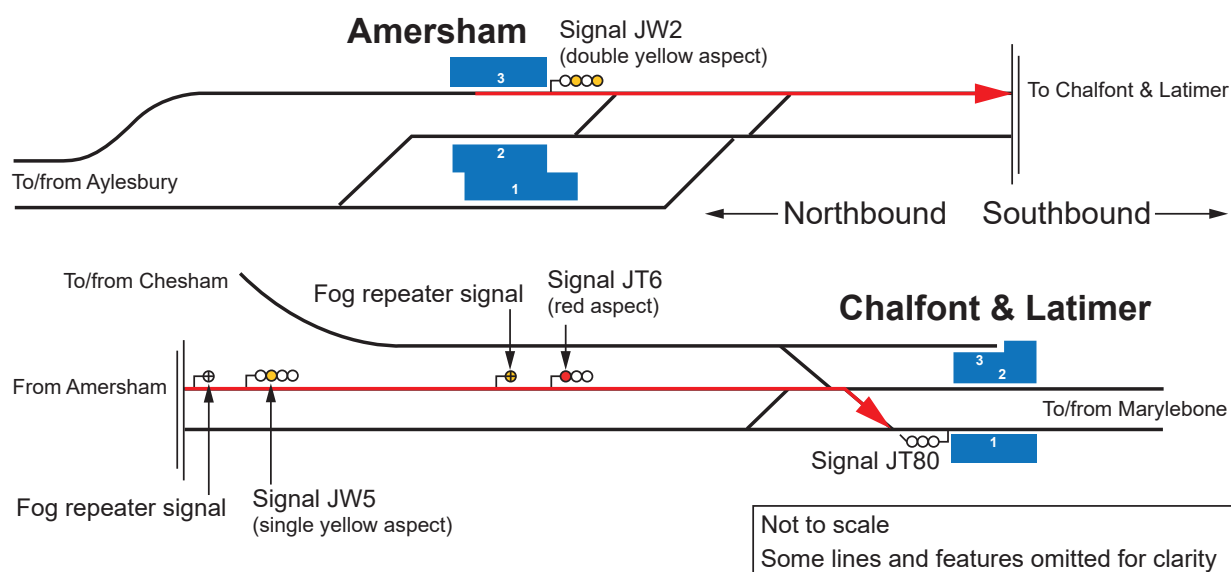 Amersham
Signal JW2
(double yellow aspect)
3
To Chalfont & Latimer
2
1
To/from Aylesbury
Northbound
Southbound
To/from Chesham
Fog repeater signal
Signal JT6
(red aspect)
Chalfont & Latimer
3
2
From Amersham
To/from Marylebone
1
Signal JT80
Fog repeater signal
Signal JW5
(single yellow aspect)
Not to scale
Some lines and features omitted for clarity